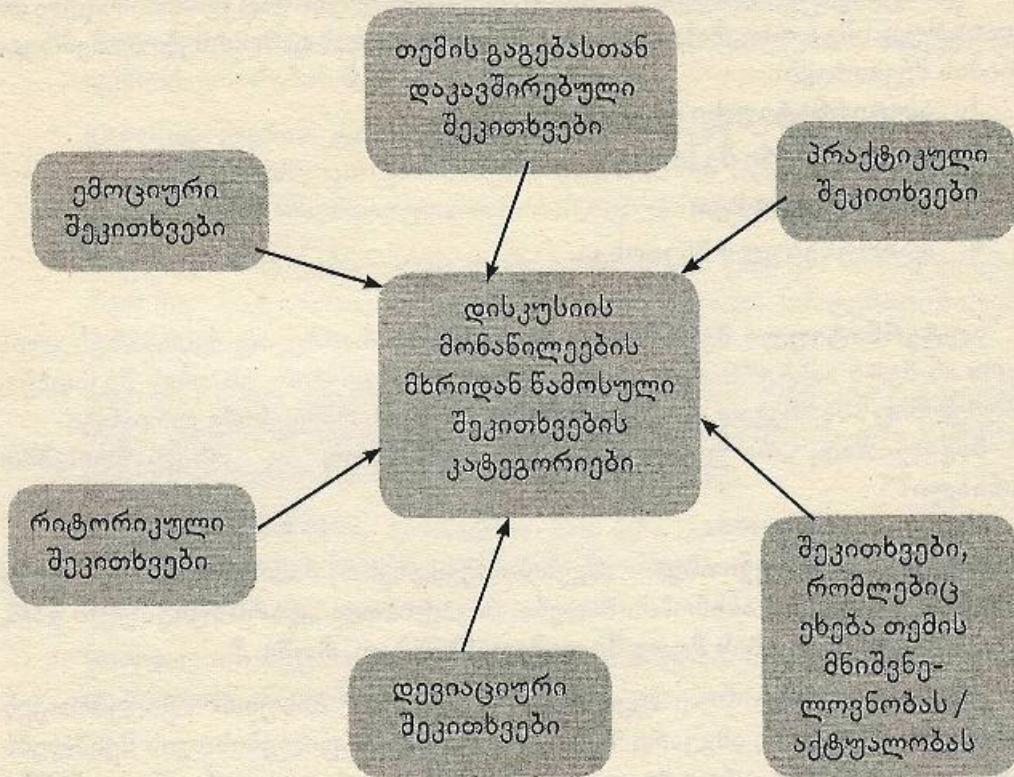 თემის გაგებასთან
დაკავშირებული
შეკითხვები
პრაქტიკული
შეკითხვები
ემოციური
შეკითხვები
დისკუსიის
მონაწილეების
მხრიდან წამოსული
შეკითხვების
კატეგორიები
რიტორიკული
შეკითხვები
შეკითხვები,
რომლებიც
ეხება თემის
მნიშვნე-
ლოვნობას /
აქტუალობას
დევიაციური
შეკითხვები